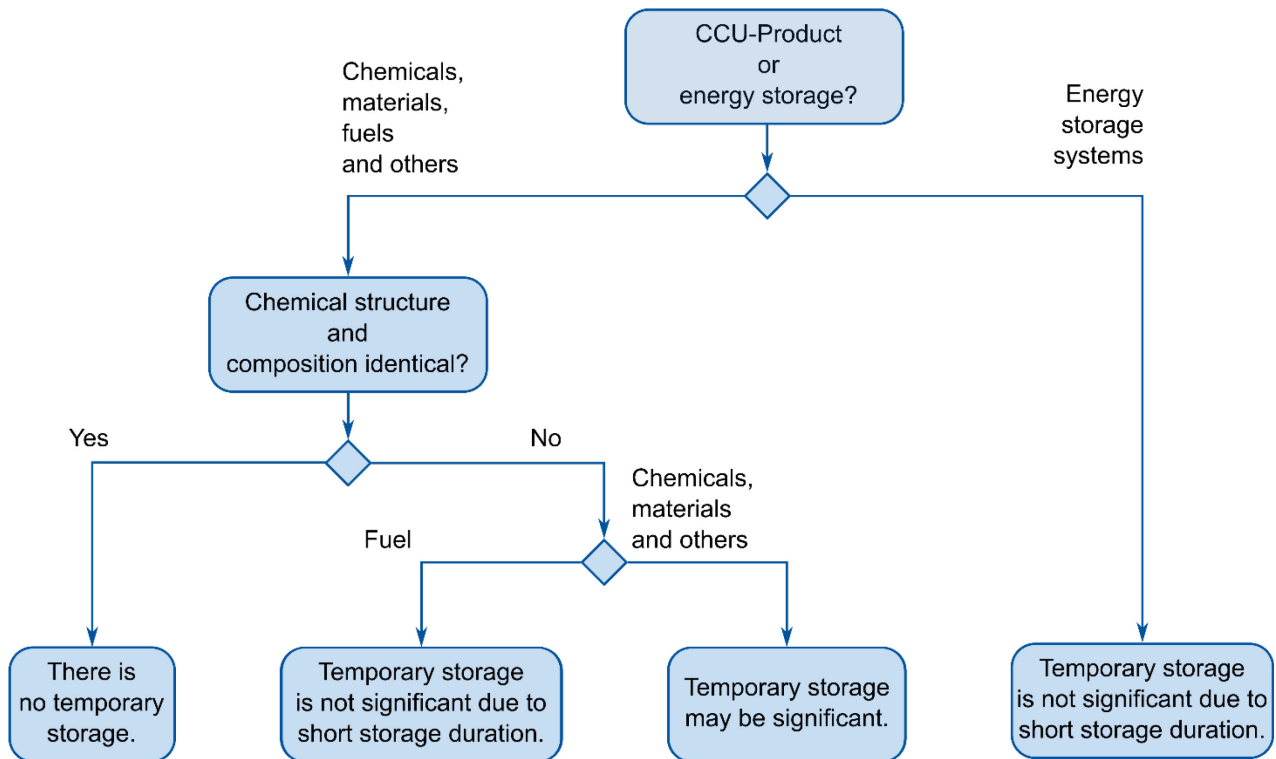 CCU-Product
or
energy storage?
Chemicals,
materials,
fuels
and others
Energy
storage
systems
Chemical structure
and
composition identical?
Yes
No
Chemicals,
materials
and others
Fuel
There is
no temporary
storage.
Temporary storage
is not significant due to
short storage duration.
Temporary storage
may be significant.
Temporary storage
is not significant due to
short storage duration.